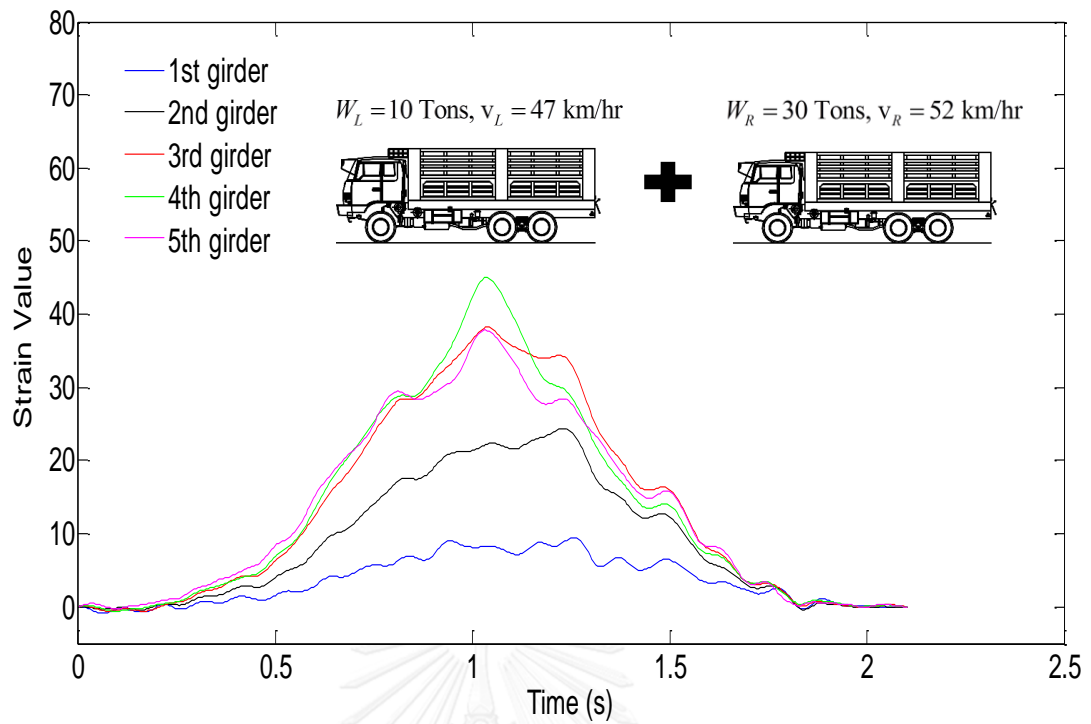 80
70
60
50
40
30
20
10
0
Strain Value
1st girder
2nd girder
3rd girder
4th girder
5th girder
W_L = 10 Tons, v_L = 47 km/hr
W_R = 30 Tons, v_R = 52 km/hr
0 0.5 1 1.5 2 2.5
Time (s)